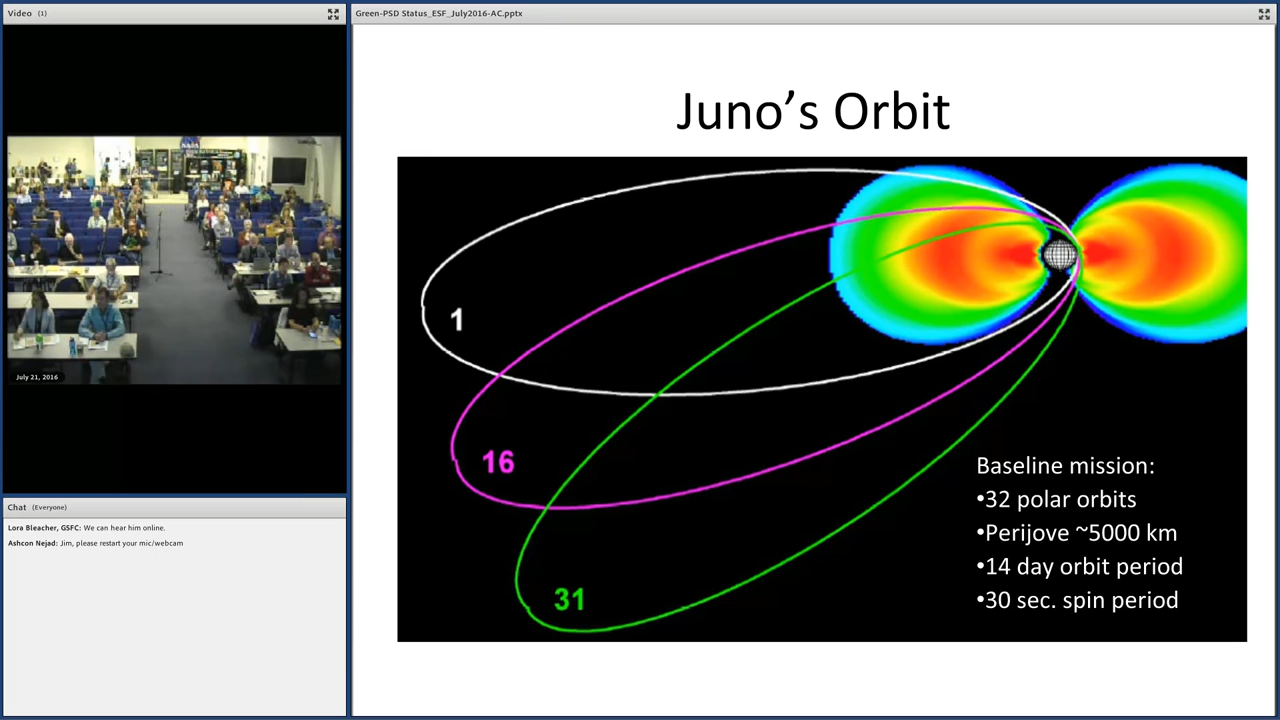 Video (1)
July 21, 2016
Chat (Everyone)
Lora Bleacher, GSFC: We can hear him online.
Ashcon Nejad: Jim, please restart your mic/webcam
Green-PSD Status_ESF_July2016-AC.pptx
Juno’s Orbit
1
16
31
Baseline mission:
•32 polar orbits
•Perijove ~5000 km
•14 day orbit period
•30 sec. spin period